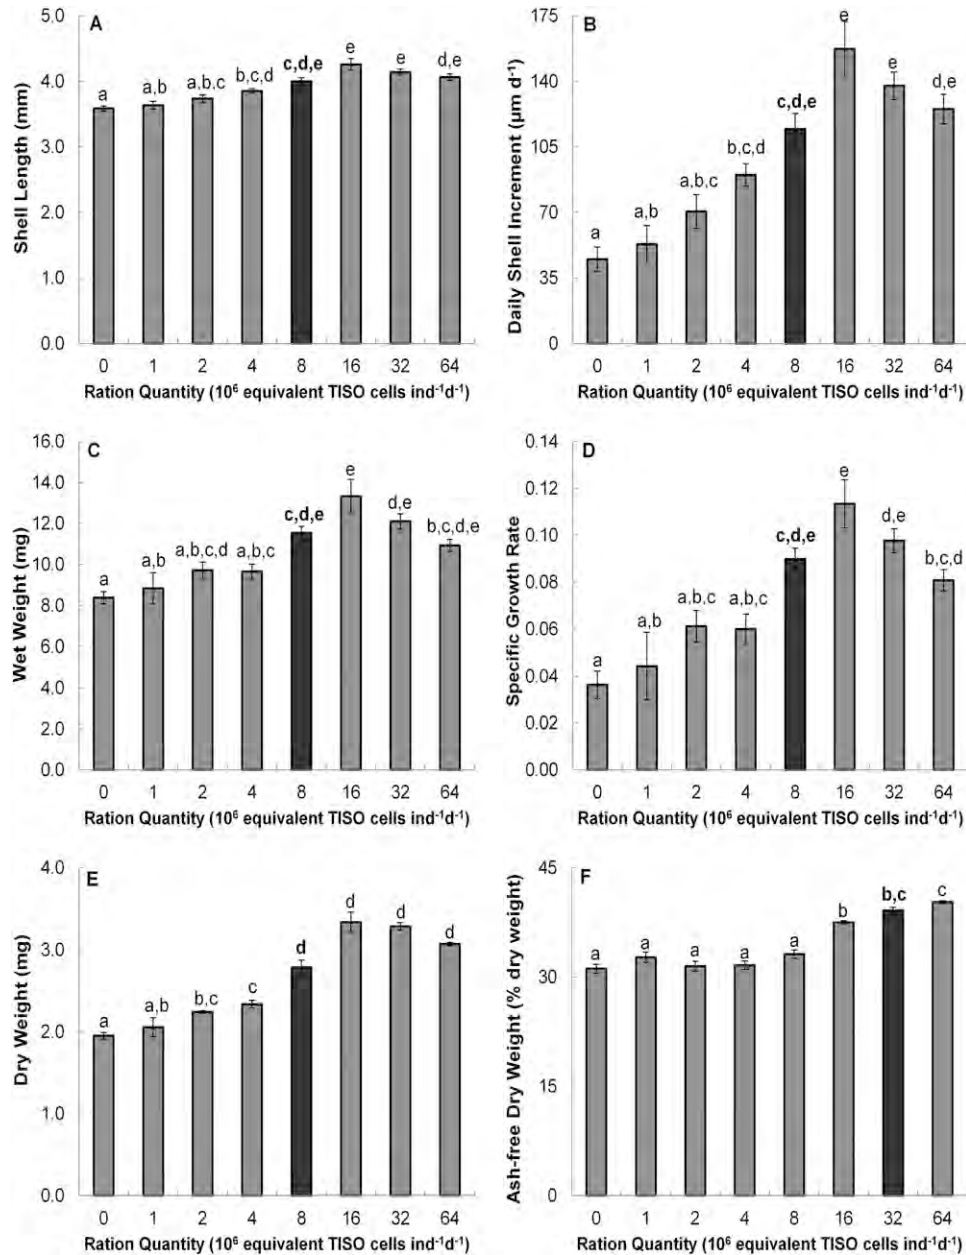 A
Shell Length (mm)
5.0
4.0
3.0
2.0
1.0
0.0
a
a,b
a,b,c
b,c,d
c,d,e
e
e
d,e
0 1 2 4 8 16 32 64
Ration Quantity (10⁶ equivalent TISO cells ind⁻¹d⁻¹)
B
Daily Shell Increment (µm d⁻¹)
175
140
105
70
35
0
a
a,b
a,b,c
b,c,d
c,d,e
e
e
d,e
0 1 2 4 8 16 32 64
Ration Quantity (10⁶ equivalent TISO cells ind⁻¹d⁻¹)
C
Wet Weight (mg)
16.0
14.0
12.0
10.0
8.0
6.0
4.0
2.0
0.0
a
a,b
a,b,c,d
a,b,c
c,d,e
e
d,e
b,c,d,e
0 1 2 4 8 16 32 64
Ration Quantity (10⁶ equivalent TISO cells ind⁻¹d⁻¹)
D
Specific Growth Rate
0.14
0.12
0.10
0.08
0.06
0.04
0.02
0.00
a
a,b
a,b,c
a,b,c
c,d,e
e
d,e
b,c,d
0 1 2 4 8 16 32 64
Ration Quantity (10⁶ equivalent TISO cells ind⁻¹d⁻¹)
E
Dry Weight (mg)
4.0
3.0
2.0
1.0
0.0
a
a,b
b,c
c
d
d
d
d
0 1 2 4 8 16 32 64
Ration Quantity (10⁶ equivalent TISO cells ind⁻¹d⁻¹)
F
Ash-free Dry Weight (% dry weight)
45
30
15
0
a
a
a
a
a
b
b,c
c
0 1 2 4 8 16 32 64
Ration Quantity (10⁶ equivalent TISO cells ind⁻¹d⁻¹)